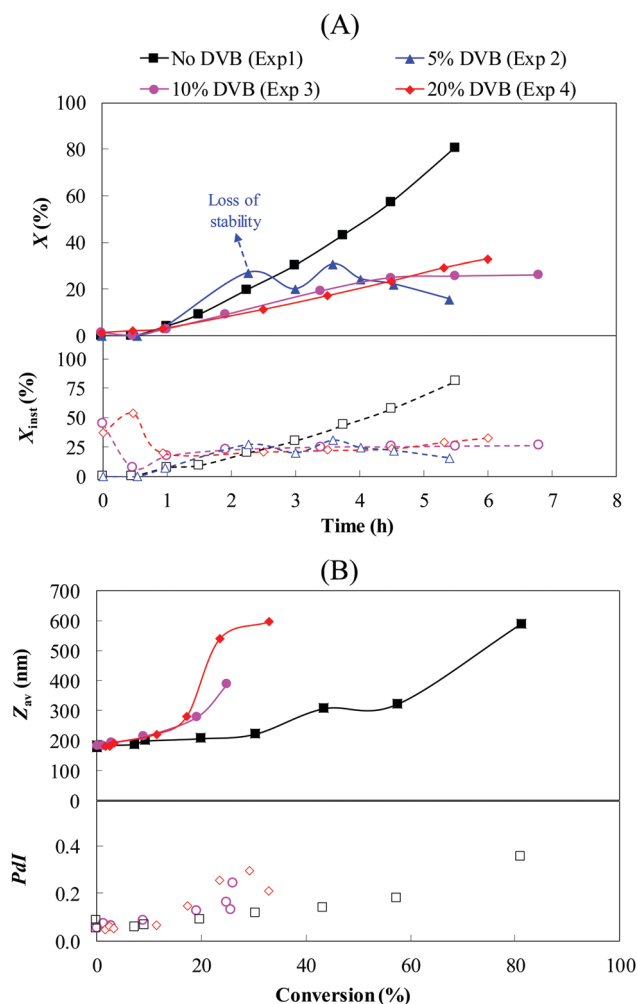 (A)
No DVB (Exp1)
5% DVB (Exp 2)
10% DVB (Exp 3)
20% DVB (Exp 4)
100
80
60
40
20
0
X (%)
Loss of
stability
100
75
50
25
0
Xinst (%)
0 1 2 3 4 5 6 7 8
Time (h)
(B)
700
600
500
400
300
200
100
0
Zav (nm)
0.4
0.2
0.0
PdI
0 20 40 60 80 100
Conversion (%)